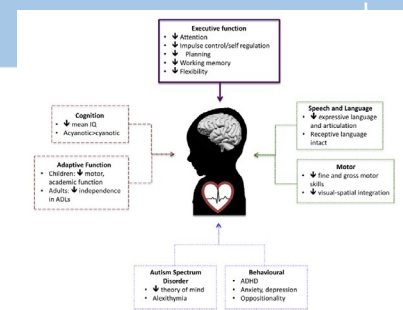 Executive function
• ↓ Attention
• ↓ Impulse control/self regulation
• ↓ Planning
• ↓ Working memory
• ↓ Flexibility
Cognition
• ↓ mean IQ
• Acyanotic>cyanotic
Adaptive Function
• Children: ↓ motor,
academic function
• Adults: ↓ independence
in ADLs
Speech and Language
• ↓ expressive language
and articulation
• Receptive language
intact
Motor
• ↓ fine and gross motor
skills
• ↓ visual-spatial integration
Autism Spectrum
Disorder
• ↓ theory of mind
• Alexithymia
Behavioural
• ADHD
• Anxiety, depression
• Oppositionality